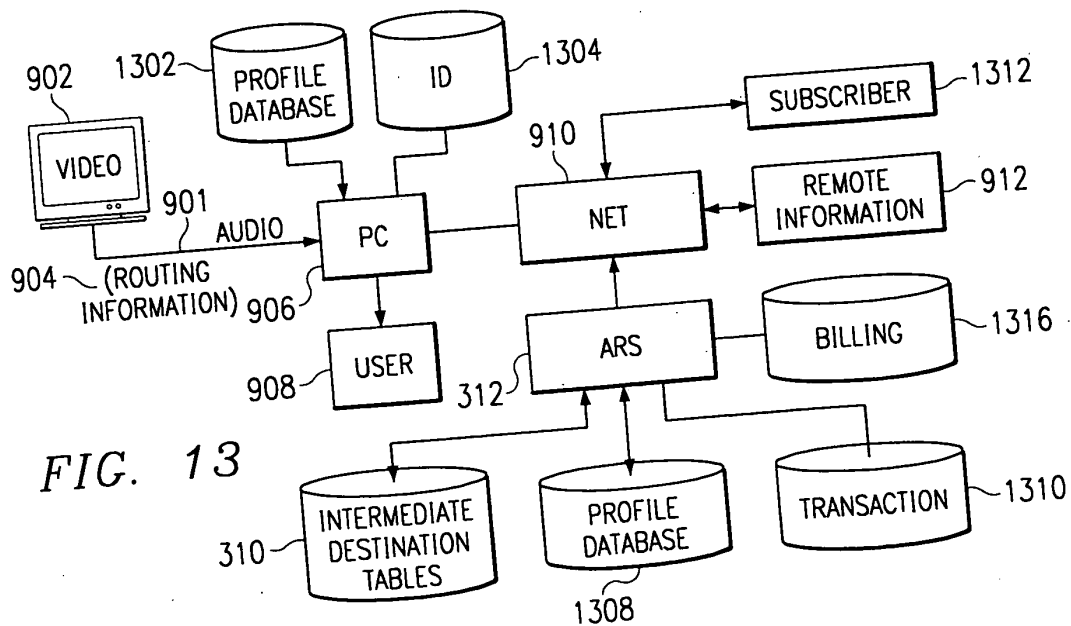 1302
PROFILE
DATABASE
ID
1304
902
VIDEO
901
AUDIO
904
(ROUTING
INFORMATION)
PC
906
USER
908
910
NET
SUBSCRIBER
1312
REMOTE
INFORMATION
912
ARS
312
BILLING
1316
FIG. 13
310
INTERMEDIATE
DESTINATION
TABLES
PROFILE
DATABASE
1308
TRANSACTION
1310